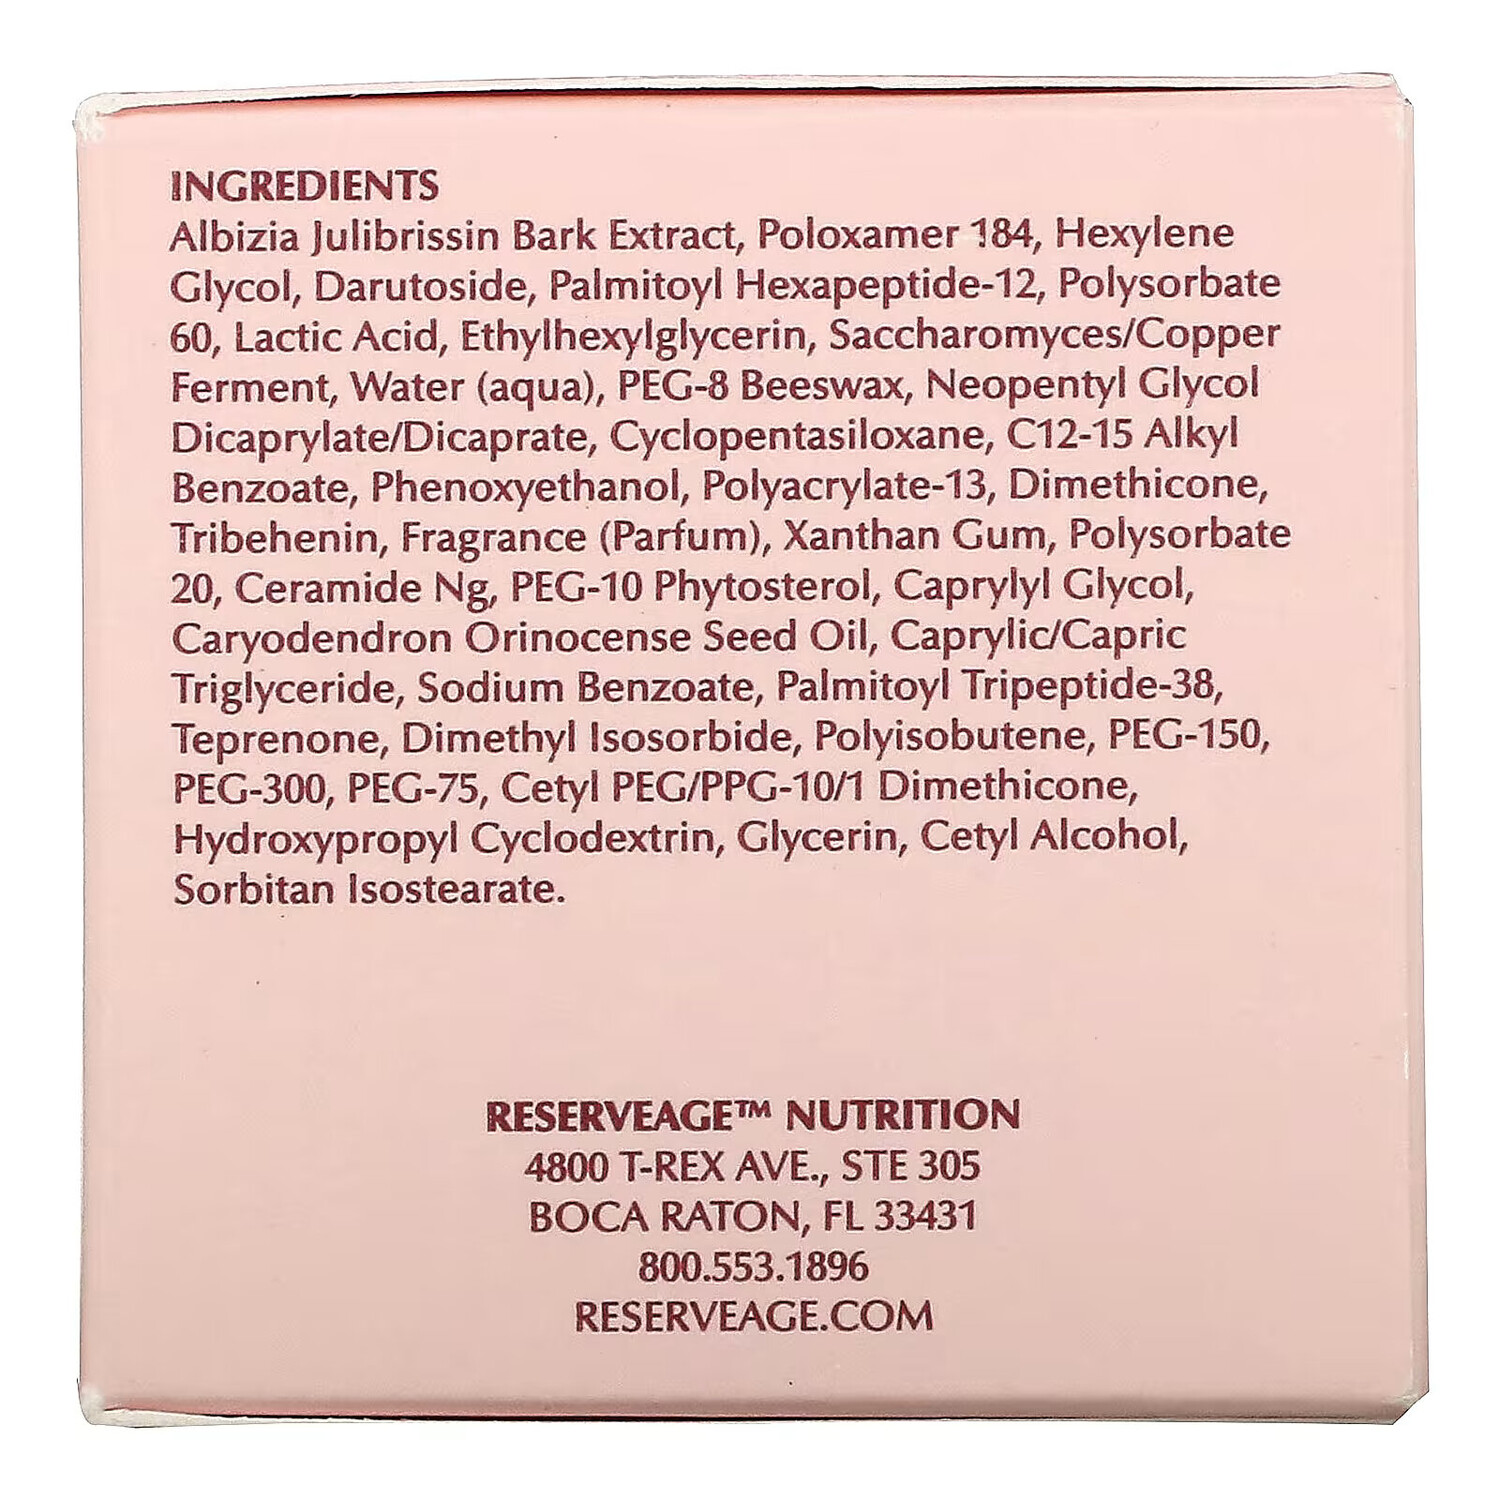 INGREDIENTS
Albizia Julibrissin Bark Extract, Poloxamer 184, Hexylene
Glycol, Darutoside, Palmitoyl Hexapeptide-12, Polysorbate
60, Lactic Acid, Ethylhexylglycerin, Saccharomyces/Copper
Ferment, Water (aqua), PEG-8 Beeswax, Neopentyl Glycol
Dicaprylate/Dicaprate, Cyclopentasiloxane, C12-15 Alkyl
Benzoate, Phenoxyethanol, Polyacrylate-13, Dimethicone,
Tribehenin, Fragrance (Parfum), Xanthan Gum, Polysorbate
20, Ceramide Ng, PEG-10 Phytosterol, Caprylyl Glycol,
Caryodendron Orinocense Seed Oil, Caprylic/Capric
Triglyceride, Sodium Benzoate, Palmitoyl Tripeptide-38,
Teprenone, Dimethyl Isosorbide, Polyisobutene, PEG-150,
PEG-300, PEG-75, Cetyl PEG/PPG-10/1 Dimethicone,
Hydroxypropyl Cyclodextrin, Glycerin, Cetyl Alcohol,
Sorbitan Isostearate.
RESERVEAGE™ NUTRITION
4800 T-REX AVE., STE 305
BOCA RATON, FL 33431
800.553.1896
RESERVEAGE.COM